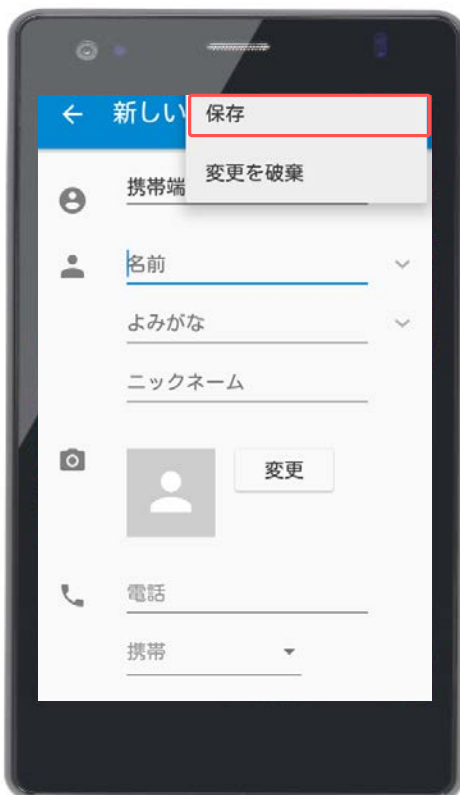 新しい
保存
変更を破棄
携帯端
名前
よみがな
ニックネーム
変更
電話
携帯